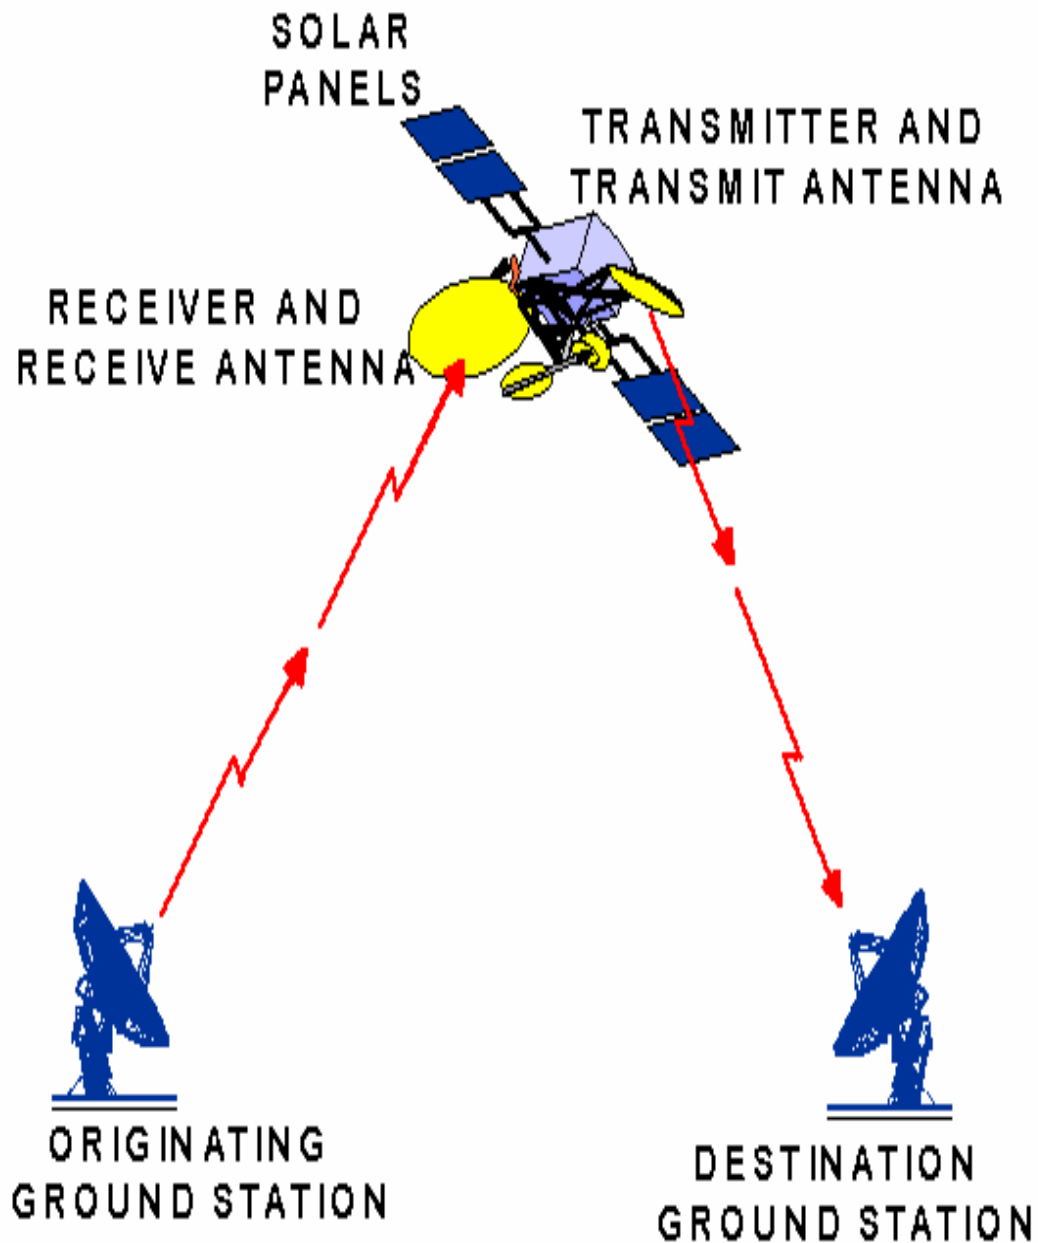 SOLAR
PANELS
TRANSMITTER AND
TRANSMIT ANTENNA
RECEIVER AND
RECEIVE ANTENNA
ORIGINATING
GROUND STATION
DESTINATION
GROUND STATION